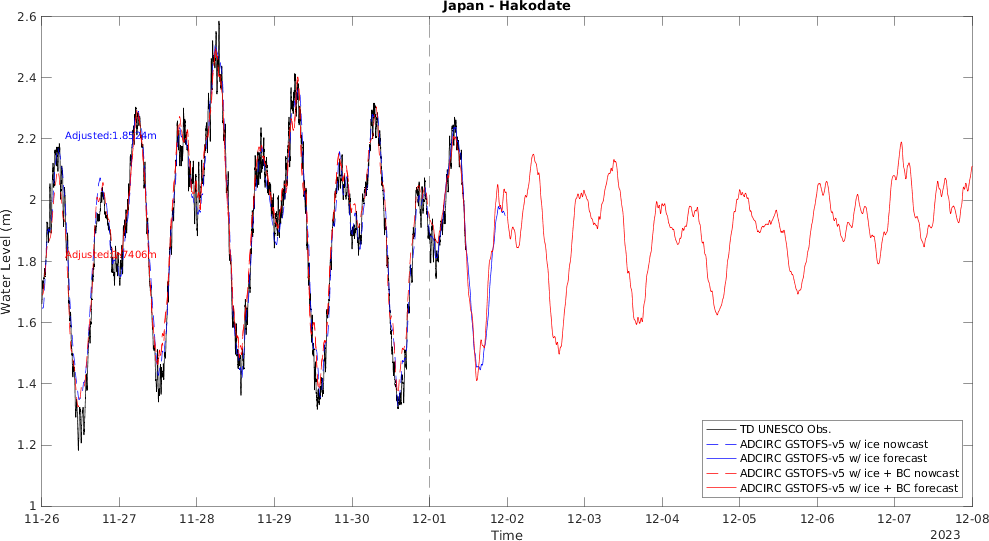 Japan - Hakodate
Water Level (m)
2.6
2.4
2.2
2
1.8
1.6
1.4
1.2
1
Adjusted:1.8524m
11-26
11-27
11-28
11-29
11-30
12-01
12-02
12-03
12-04
12-05
12-06
12-07
12-08
Time
2023
TD UNESCO Obs.
ADCIRC GSTOFS-v5 w/ ice nowcast
ADCIRC GSTOFS-v5 w/ ice forecast
ADCIRC GSTOFS-v5 w/ ice + BC nowcast
ADCIRC GSTOFS-v5 w/ ice + BC forecast